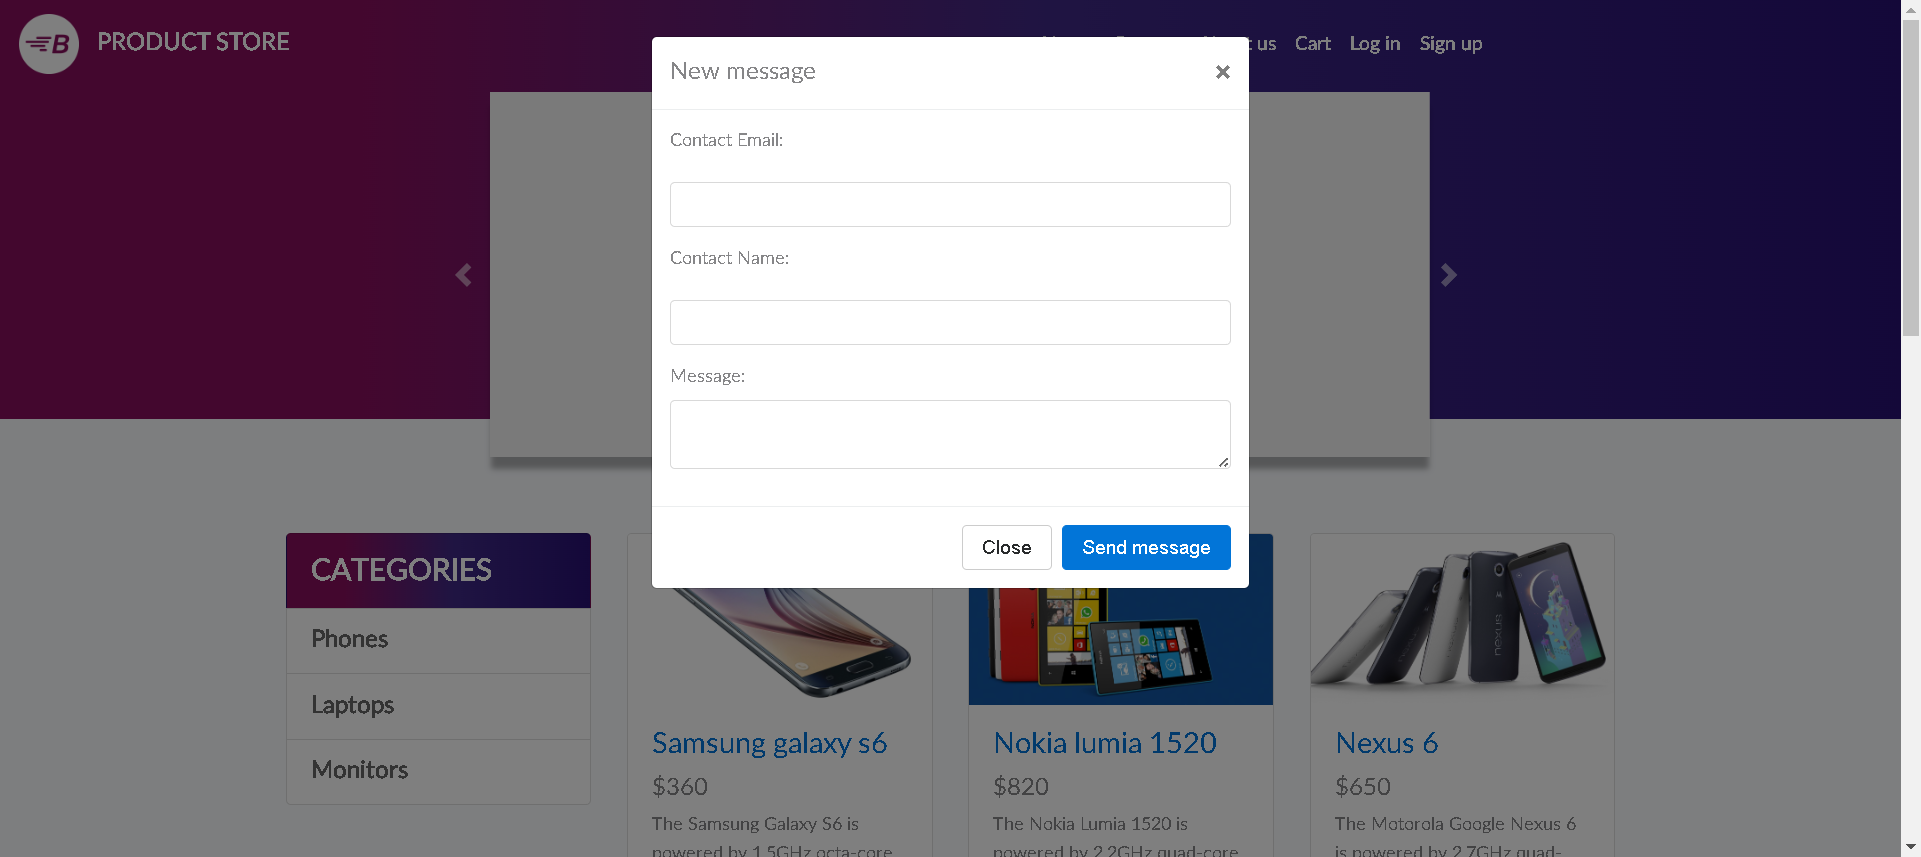 B PRODUCT STORE
us Cart Log in Sign up
New message ×
Contact Email:
Contact Name:
Message:
Close Send message
CATEGORIES
Phones
Laptops
Monitors
nexus
Samsung galaxy s6
$360
The Samsung Galaxy S6 is
powered by 1.5GHz octa-core
Nokia lumia 1520
$820
The Nokia Lumia 1520 is
powered by 2.2GHz quad-core
Nexus 6
$650
The Motorola Google Nexus 6
is powered by 2.7GHz quad-